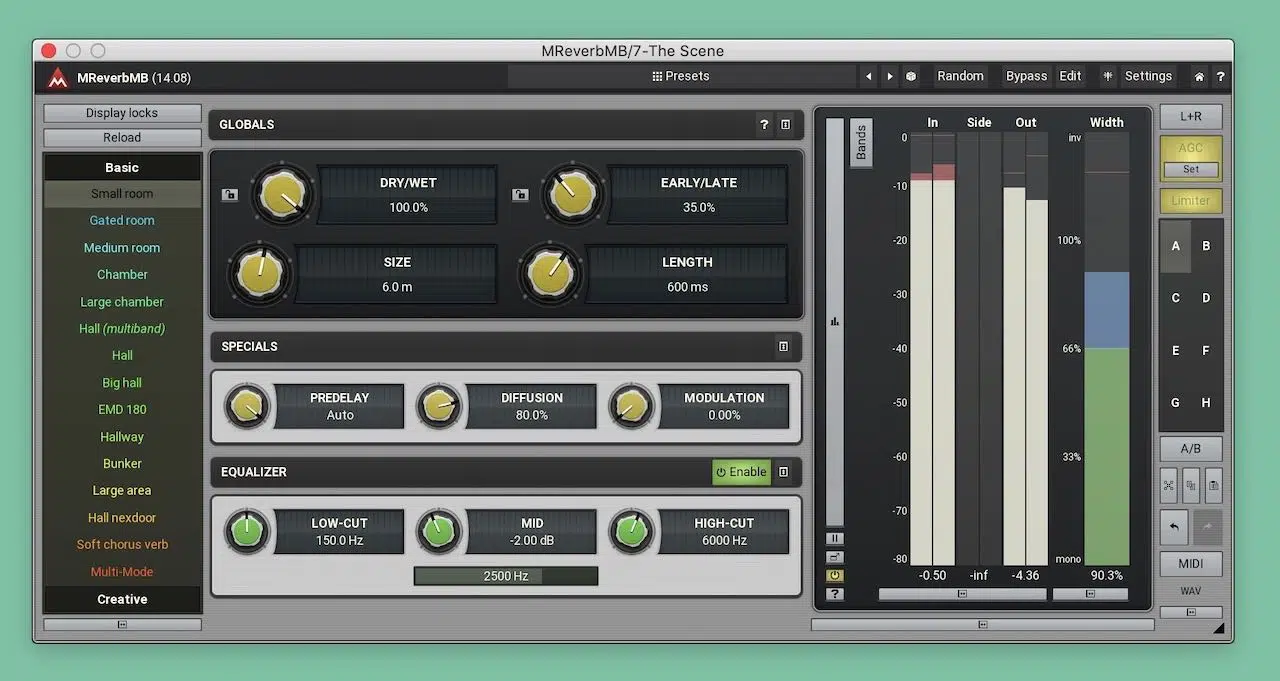 MReverbMB/7-The Scene
MReverbMB (14.08)
Presets
Random
Bypass
Edit
Settings
?
Display locks
Reload
Basic
Small room
Gated room
Medium room
Chamber
Large chamber
Hall (multiband)
Hall
Big hall
EMD 180
Hallway
Bunker
Large area
Hall nexdoor
Soft chorus verb
Multi-Mode
Creative
GLOBALS
?
DRY/WET
100.0%
EARLY/LATE
35.0%
SIZE
6.0 m
LENGTH
600 ms
SPECIALS
PREDELAY
Auto
DIFFUSION
80.0%
MODULATION
0.00%
EQUALIZER
Enable
LOW-CUT
150.0 Hz
MID
-2.00 dB
HIGH-CUT
6000 Hz
2500 Hz
Bands
?
In Side Out Width
0
-10
-20
-30
-40
-50
-60
-70
-80
inv
100%
66%
33%
mono
-0.50 -inf -4.36 90.3%
L+R
AGC
Set
Limiter
A B
C D
E F
G H
A/B
MIDI
WAV